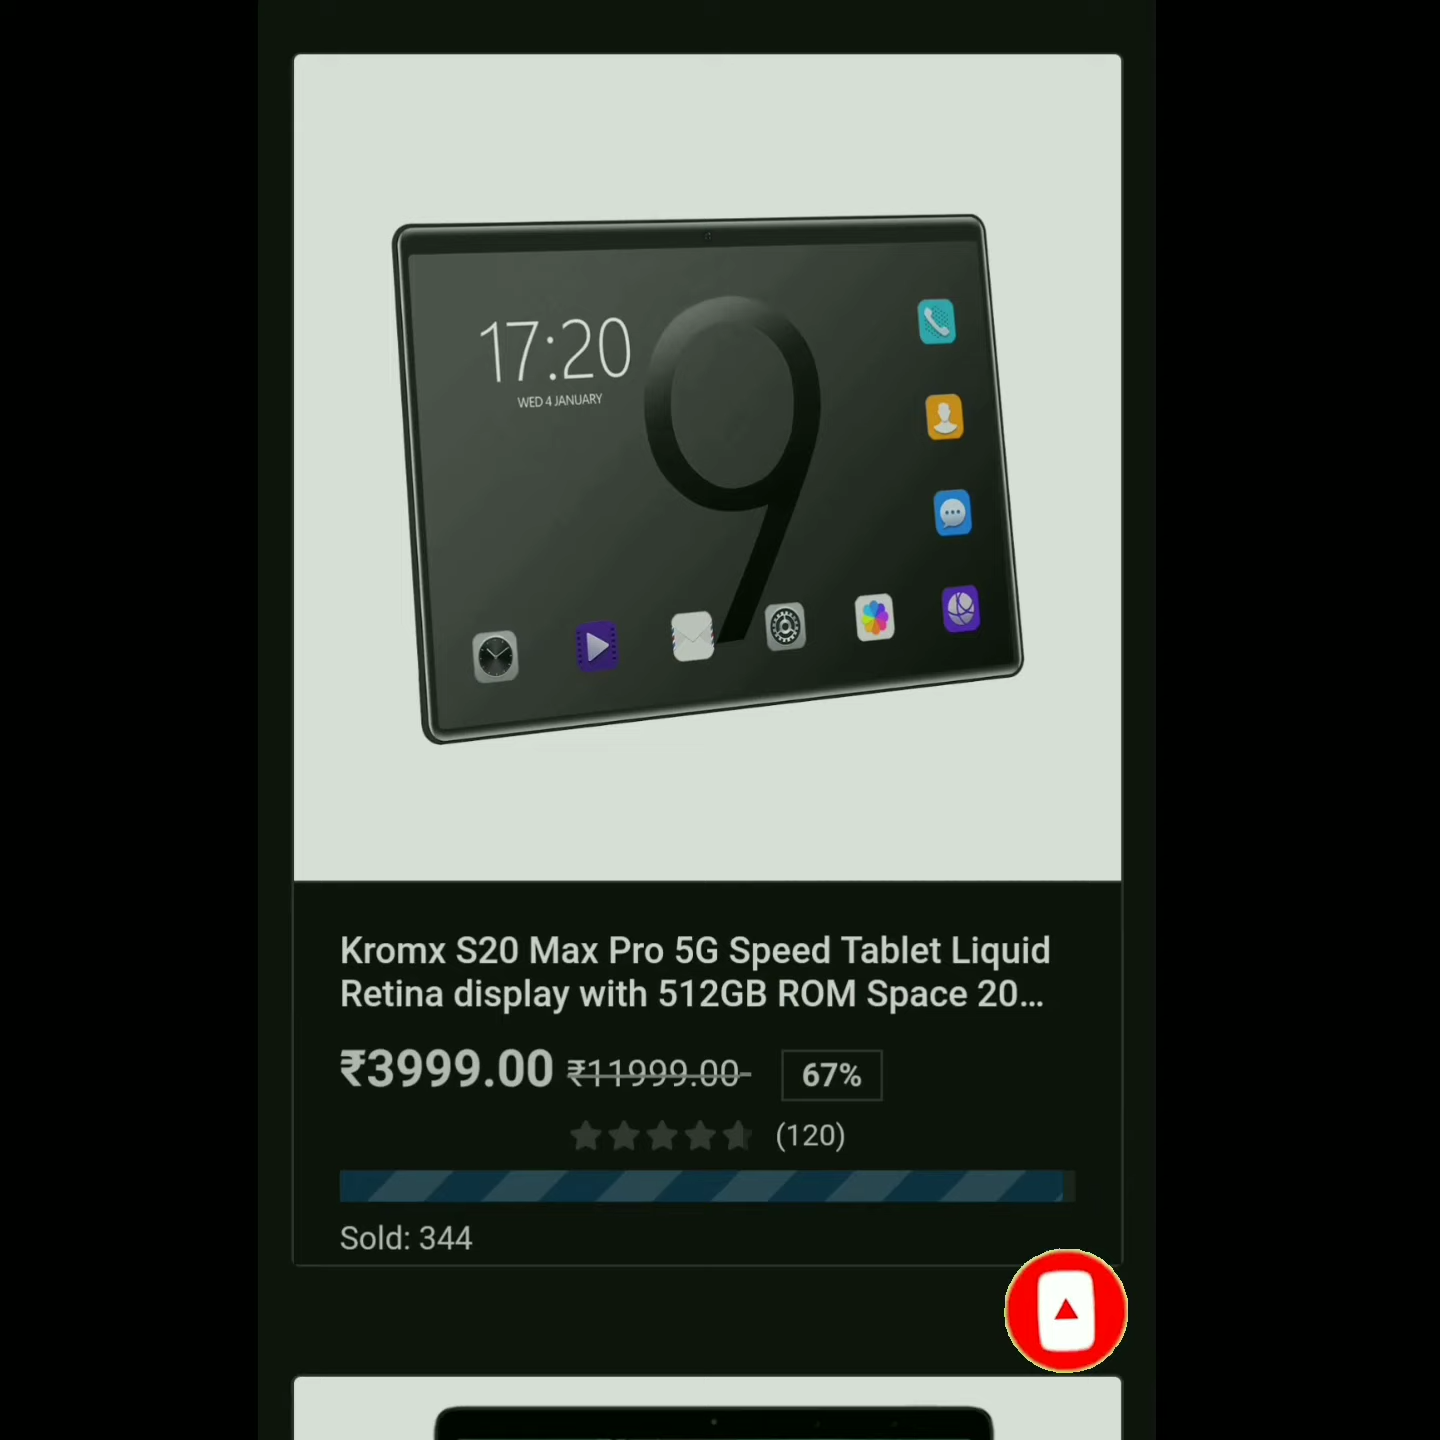 17:20
WED 4 JANUARY
9
Kromx S20 Max Pro 5G Speed Tablet Liquid
Retina display with 512GB ROM Space 20...
₹3999.00 ₹11999.00 67%
(120)
Sold: 344